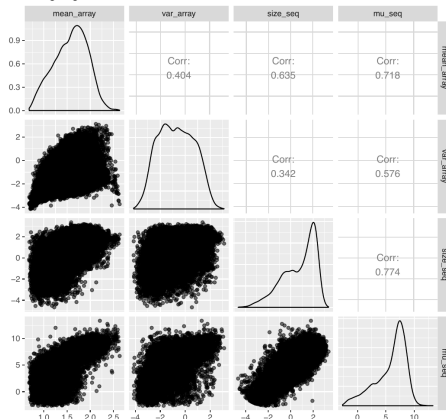 mean_array var_array size_seq mu_seq
0.9
0.6
0.3
0.0
Corr:
0.404
Corr:
0.635
Corr:
0.718
mean_array
2
0
−2
−4
Corr:
0.342
Corr:
0.576
var_array
2
0
−2
−4
Corr:
0.774
size_seq
10
5
0
mu_seq
1.0 1.5 2.0 2.5
−4 −2 0 2
−4 −2 0 2
0 5 10